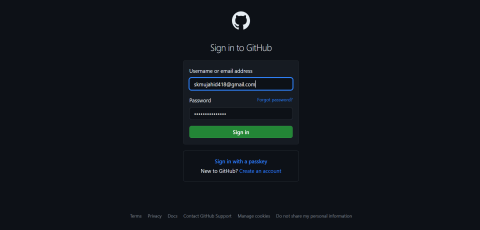 Sign in to GitHub
Username or email address
skmujahid418@gmail.com
Password
Forgot password?
••••••••••••••
Sign in
Sign in with a passkey
New to GitHub? Create an account
Terms Privacy Docs Contact GitHub Support Manage cookies Do not share my personal information